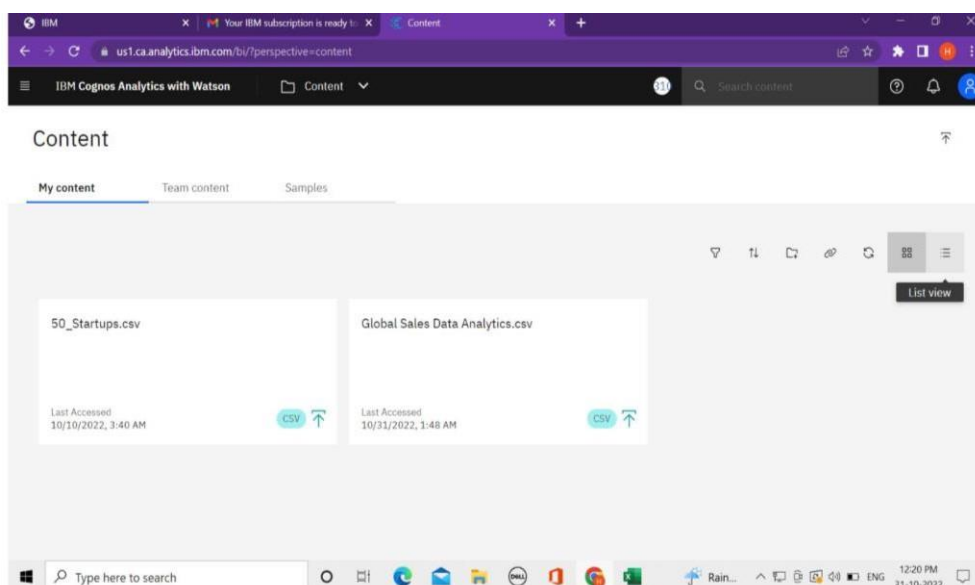 IBM
Your IBM subscription is ready to
Content
us1.ca.analytics.ibm.com/bi/?perspective=content
H
IBM Cognos Analytics with Watson
Content
Search content
Content
My content
Team content
Samples
List view
50_Startups.csv
Global Sales Data Analytics.csv
Last Accessed
10/10/2022, 3:40 AM
CSV
Last Accessed
10/31/2022, 1:48 AM
CSV
Type here to search
DELL
Rain...
ENG
12:20 PM
31-10-2022